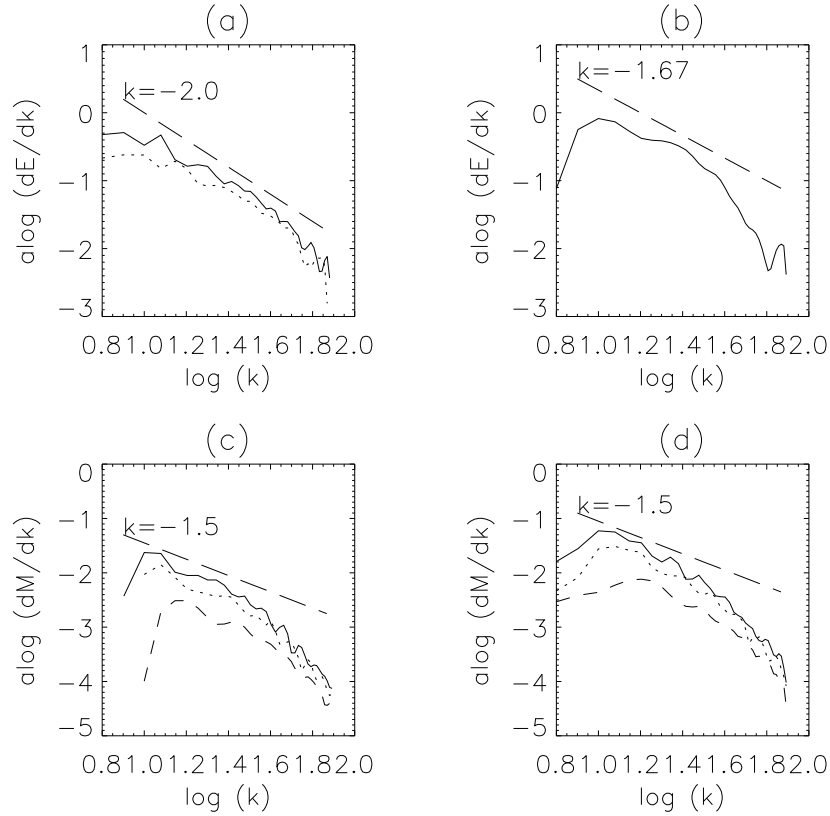 (a)
1
0
−1
−2
−3
alog (dE/dk)
k=−2.0
0.81.01.21.41.61.82.0
log (k)
(b)
1
0
−1
−2
−3
alog (dE/dk)
k=−1.67
0.81.01.21.41.61.82.0
log (k)
(c)
0
−1
−2
−3
−4
−5
alog (dM/dk)
k=−1.5
0.81.01.21.41.61.82.0
log (k)
(d)
0
−1
−2
−3
−4
−5
alog (dM/dk)
k=−1.5
0.81.01.21.41.61.82.0
log (k)